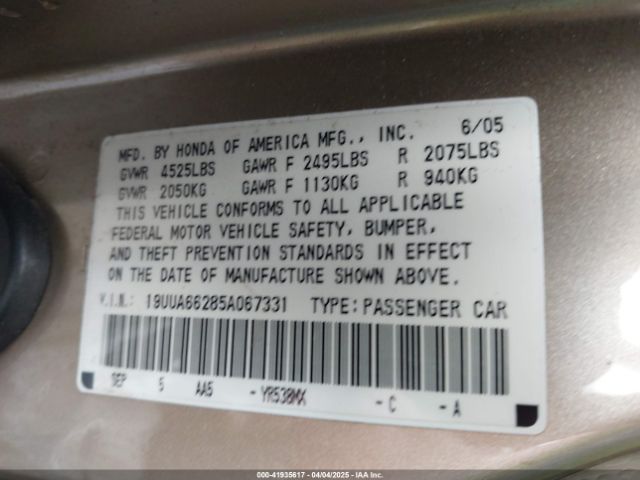 MFD. BY HONDA OF AMERICA MFG., INC. 6/05
GVWR 4525LBS GAWR F 2495LBS R 2075LBS
GVWR 2050KG GAWR F 1130KG R 940KG
THIS VEHICLE CONFORMS TO ALL APPLICABLE
FEDERAL MOTOR VEHICLE SAFETY, BUMPER,
AND THEFT PREVENTION STANDARDS IN EFFECT
ON THE DATE OF MANUFACTURE SHOWN ABOVE.
V.I.N.: 19UUA66285A067331 TYPE: PASSENGER CAR
SEP 5 AA5 - YR538MX - C - A
000-41935617 04/04/2025 - IAAI.com